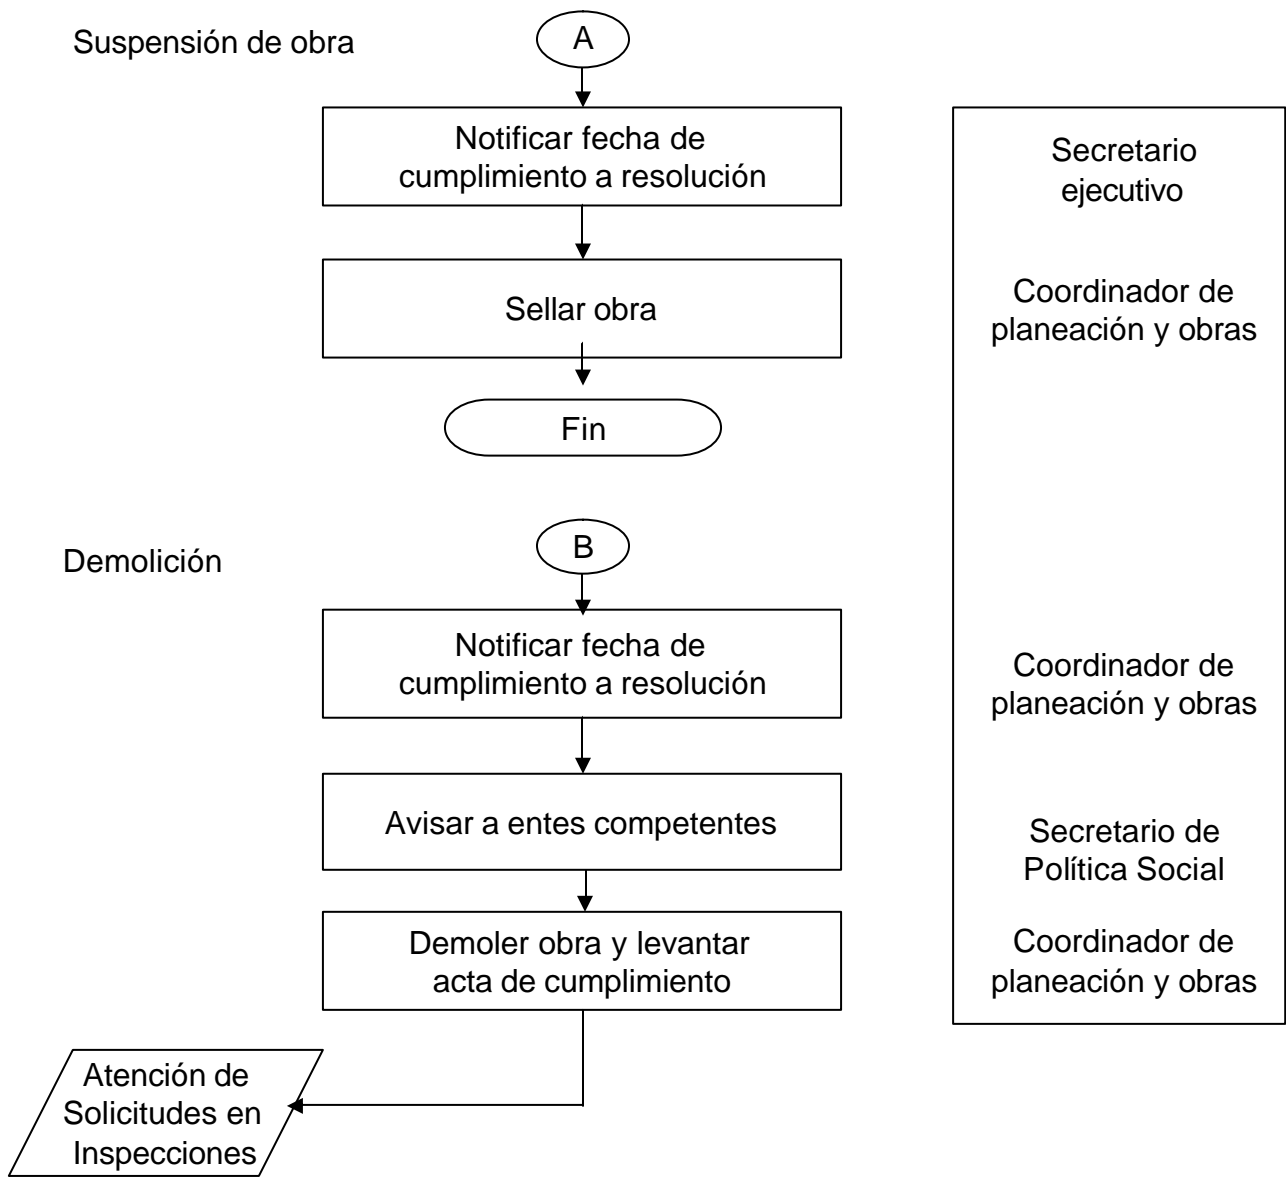 Suspensión de obra
A
Notificar fecha de
cumplimiento a resolución
Secretario
ejecutivo
Sellar obra
Coordinador de
planeación y obras
Fin
Demolición
B
Notificar fecha de
cumplimiento a resolución
Coordinador de
planeación y obras
Avisar a entes competentes
Secretario de
Política Social
Demoler obra y levantar
acta de cumplimiento
Coordinador de
planeación y obras
Atención de
Solicitudes en
Inspecciones